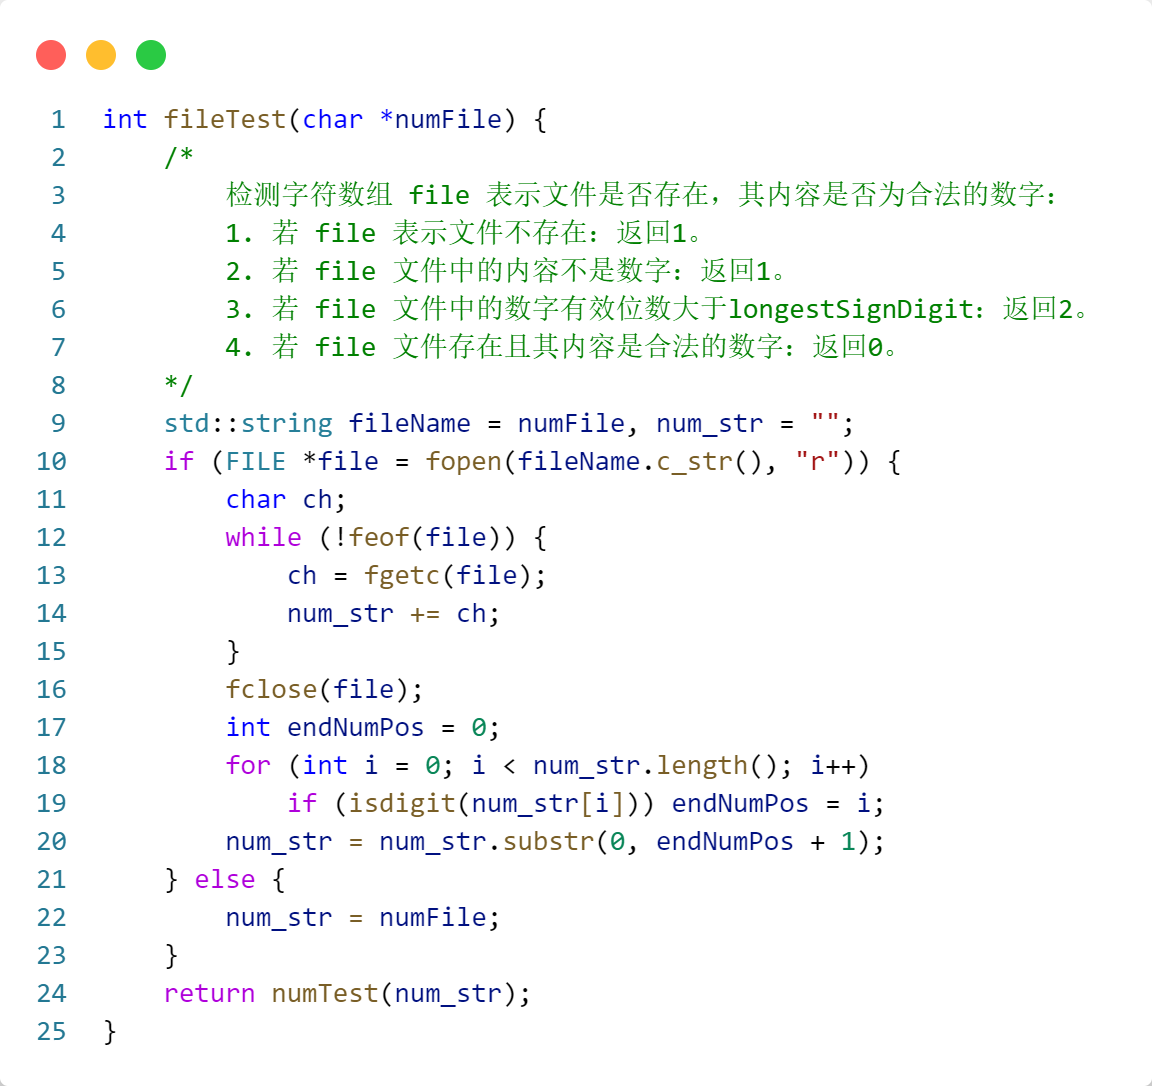 1 int fileTest(char *numFile) {
2     /*
3         检测字符数组 file 表示文件是否存在，其内容是否为合法的数字：
4         1. 若 file 表示文件不存在：返回1。
5         2. 若 file 文件中的内容不是数字：返回1。
6         3. 若 file 文件中的数字有效位数大于longestSignDigit：返回2。
7         4. 若 file 文件存在且其内容是合法的数字：返回0。
8     */
9     std::string fileName = numFile, num_str = "";
10     if (FILE *file = fopen(fileName.c_str(), "r")) {
11         char ch;
12         while (!feof(file)) {
13             ch = fgetc(file);
14             num_str += ch;
15         }
16         fclose(file);
17         int endNumPos = 0;
18         for (int i = 0; i < num_str.length(); i++)
19             if (isdigit(num_str[i])) endNumPos = i;
20         num_str = num_str.substr(0, endNumPos + 1);
21     } else {
22         num_str = numFile;
23     }
24     return numTest(num_str);
25 }